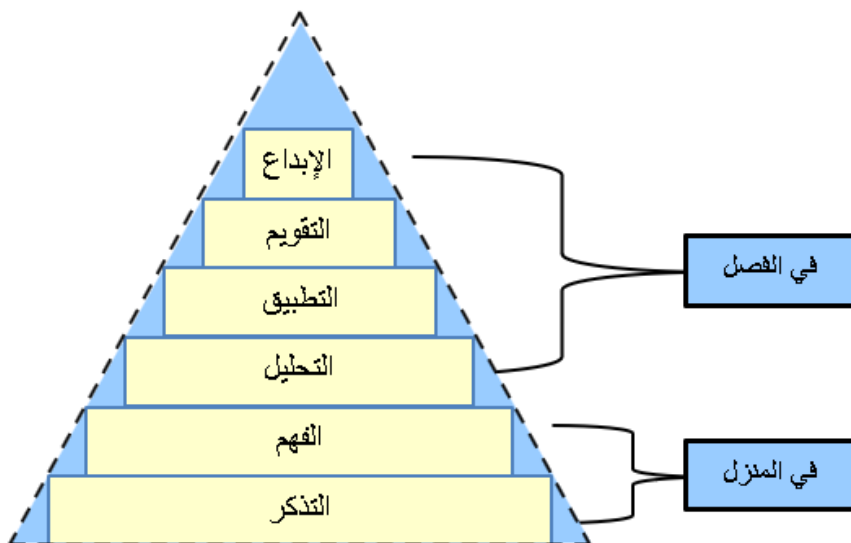 الإبداع
التقويم
التطبيق
التحليل
الفهم
التذكر
في الفصل
في المنزل